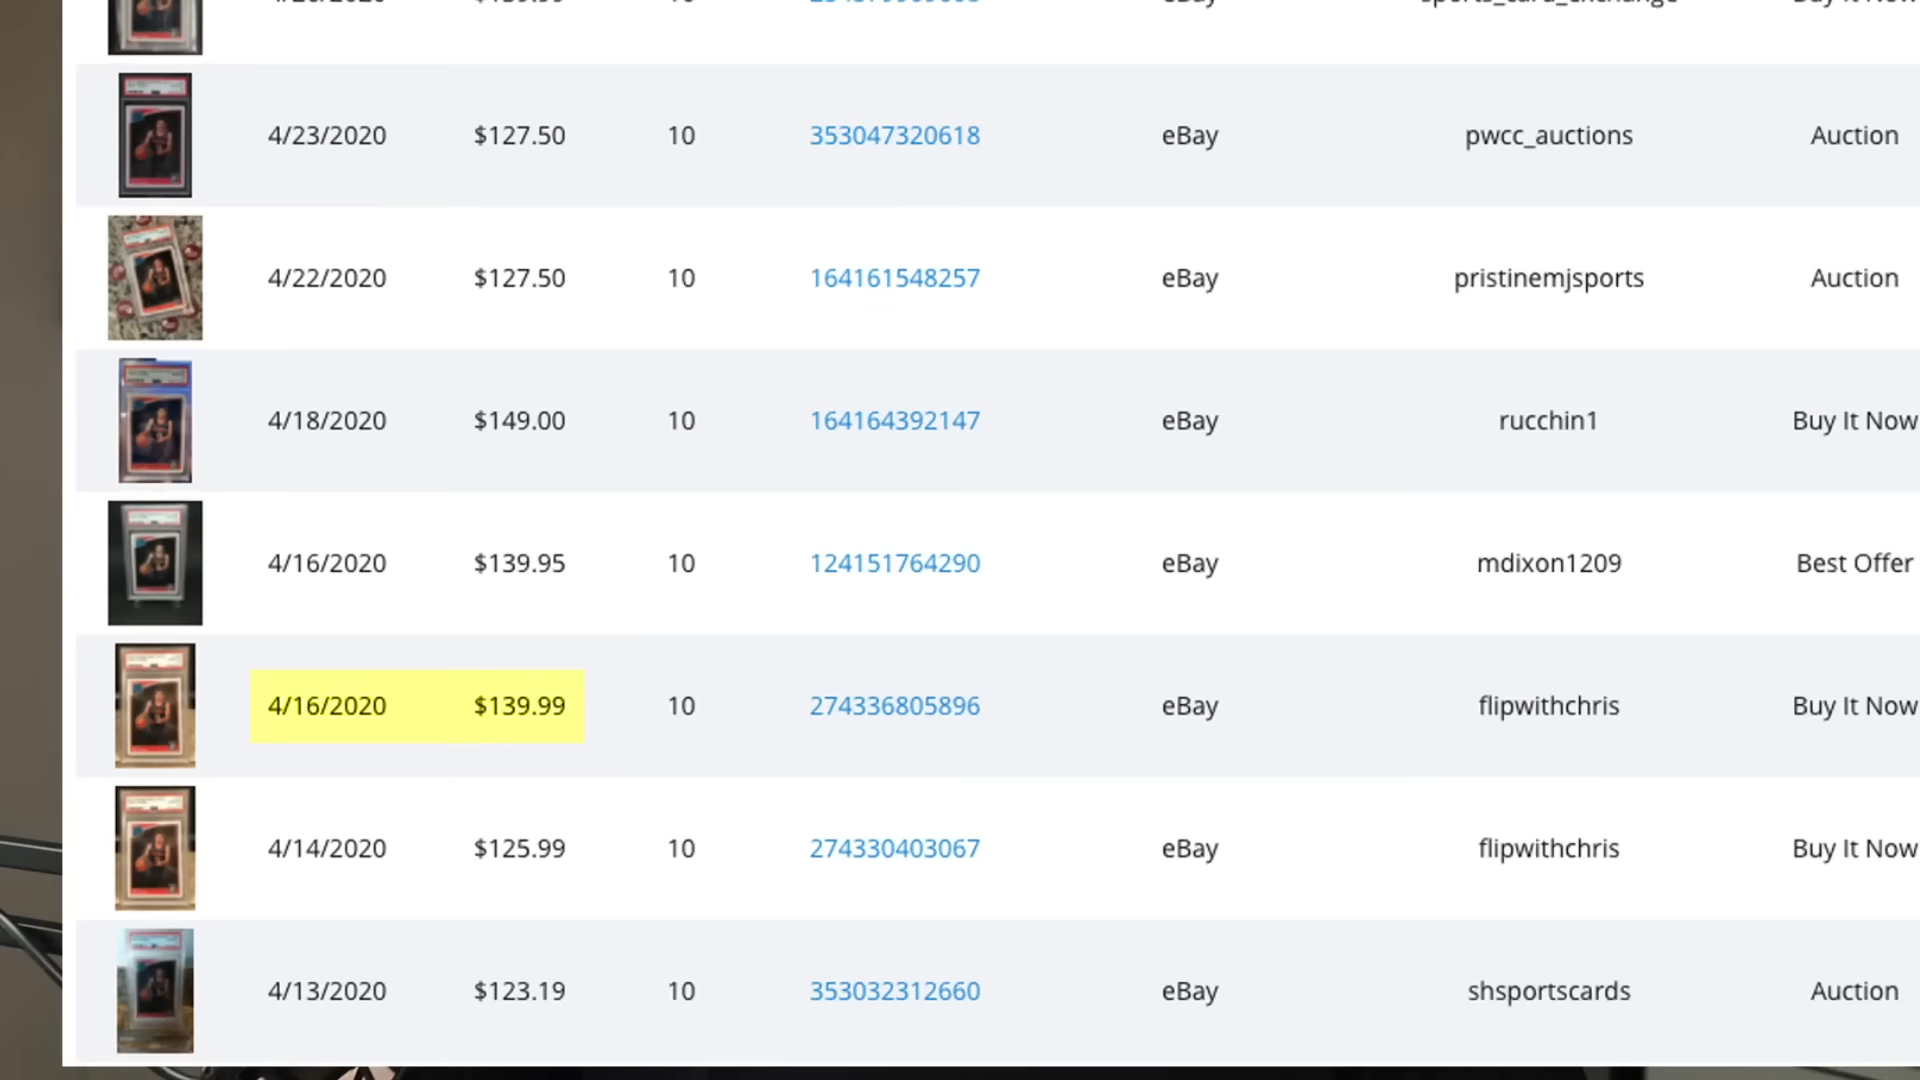 4/23/2020 $127.50 10 353047320618 eBay pwcc_auctions Auction
4/22/2020 $127.50 10 164161548257 eBay pristinemjsports Auction
4/18/2020 $149.00 10 164164392147 eBay rucchin1 Buy It Now
4/16/2020 $139.95 10 124151764290 eBay mdixon1209 Best Offer
4/16/2020 $139.99 10 274336805896 eBay flipwithchris Buy It Now
4/14/2020 $125.99 10 274330403067 eBay flipwithchris Buy It Now
4/13/2020 $123.19 10 353032312660 eBay shsportscards Auction